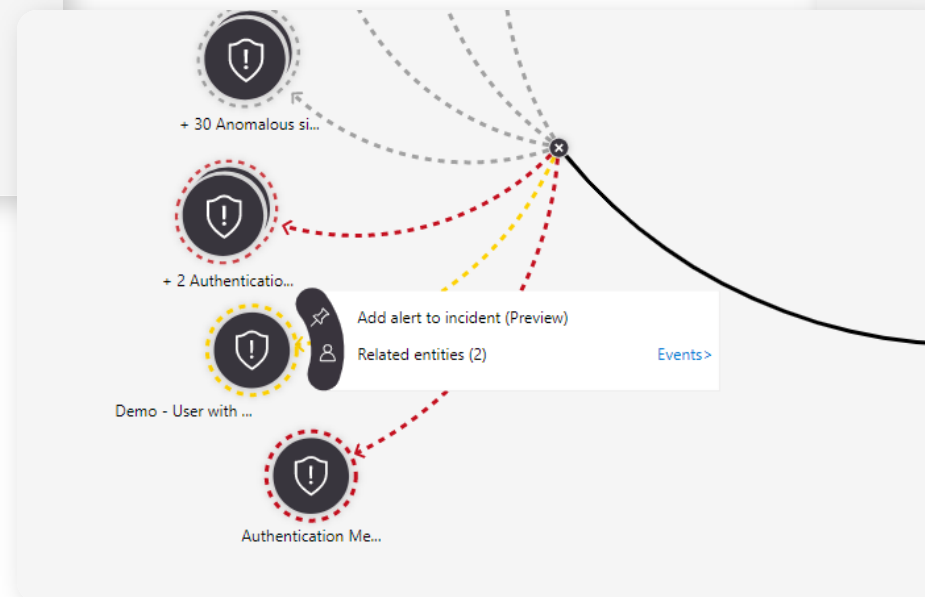 + 30 Anomalous si...
+ 2 Authenticatio...
Add alert to incident (Preview)
Related entities (2) Events>
Demo - User with ...
Authentication Me...